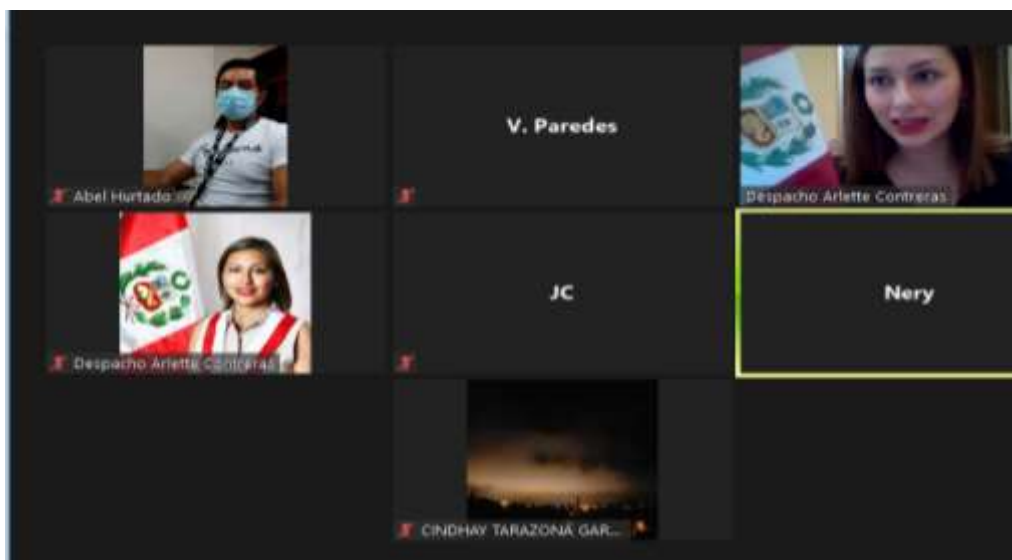 Abel Hurtado
V. Paredes
Despacho Arlette Contreras
Despacho Arlette Contreras
JC
Nery
CINDHAY TARAZONA GAR...